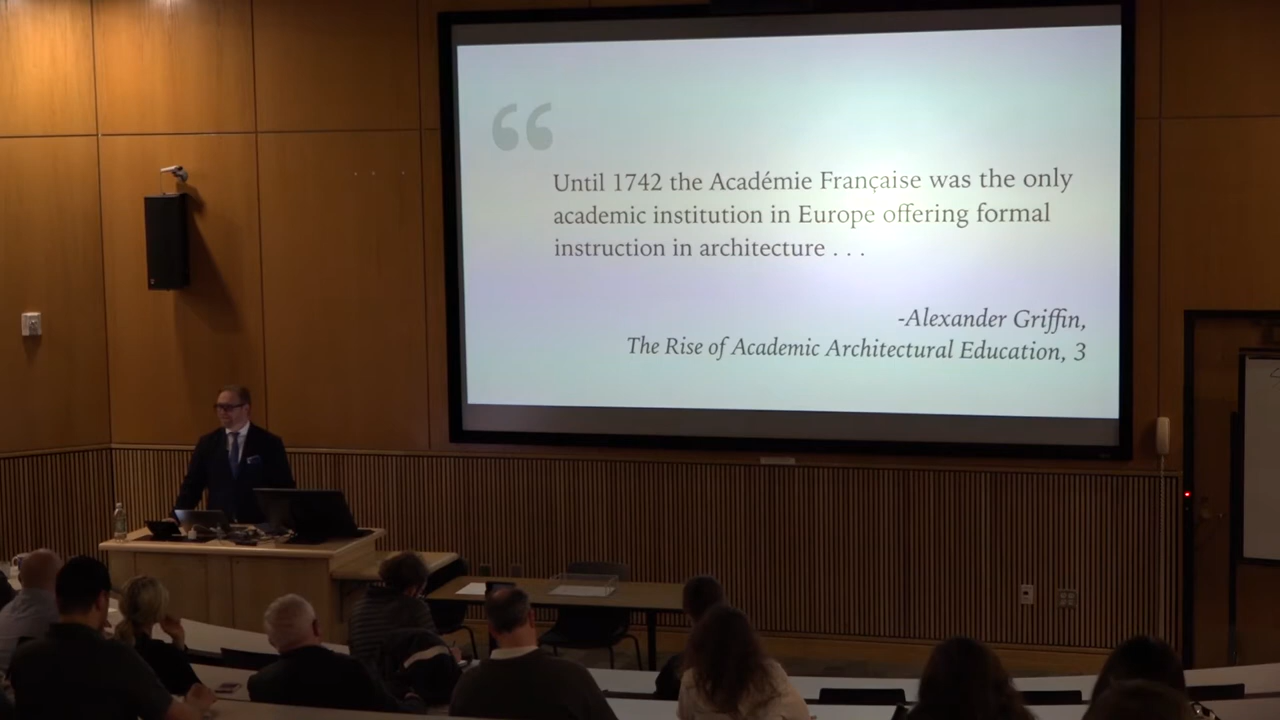 “
Until 1742 the Académie Française was the only
academic institution in Europe offering formal
instruction in architecture . . .
-Alexander Griffin,
The Rise of Academic Architectural Education, 3